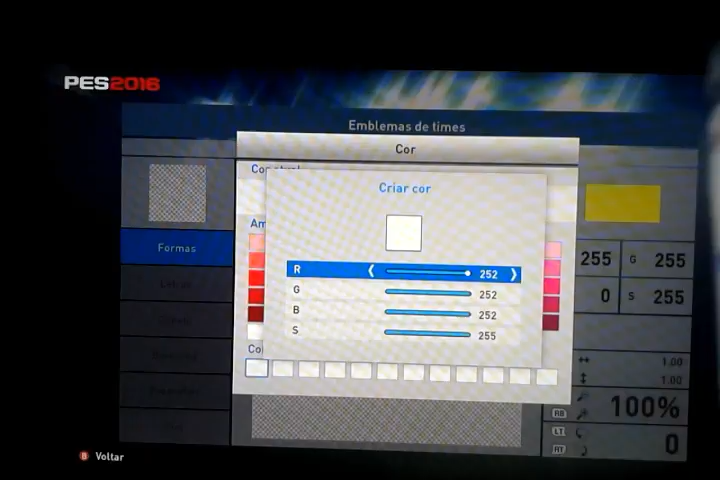 PES2016
Emblemas de times
Cor
Criar cor
Formas
R 252
G 252
B 252
S 255
255 G 255
0 S 255
1.00
1.00
RB 100%
LT
RT 0
B Voltar